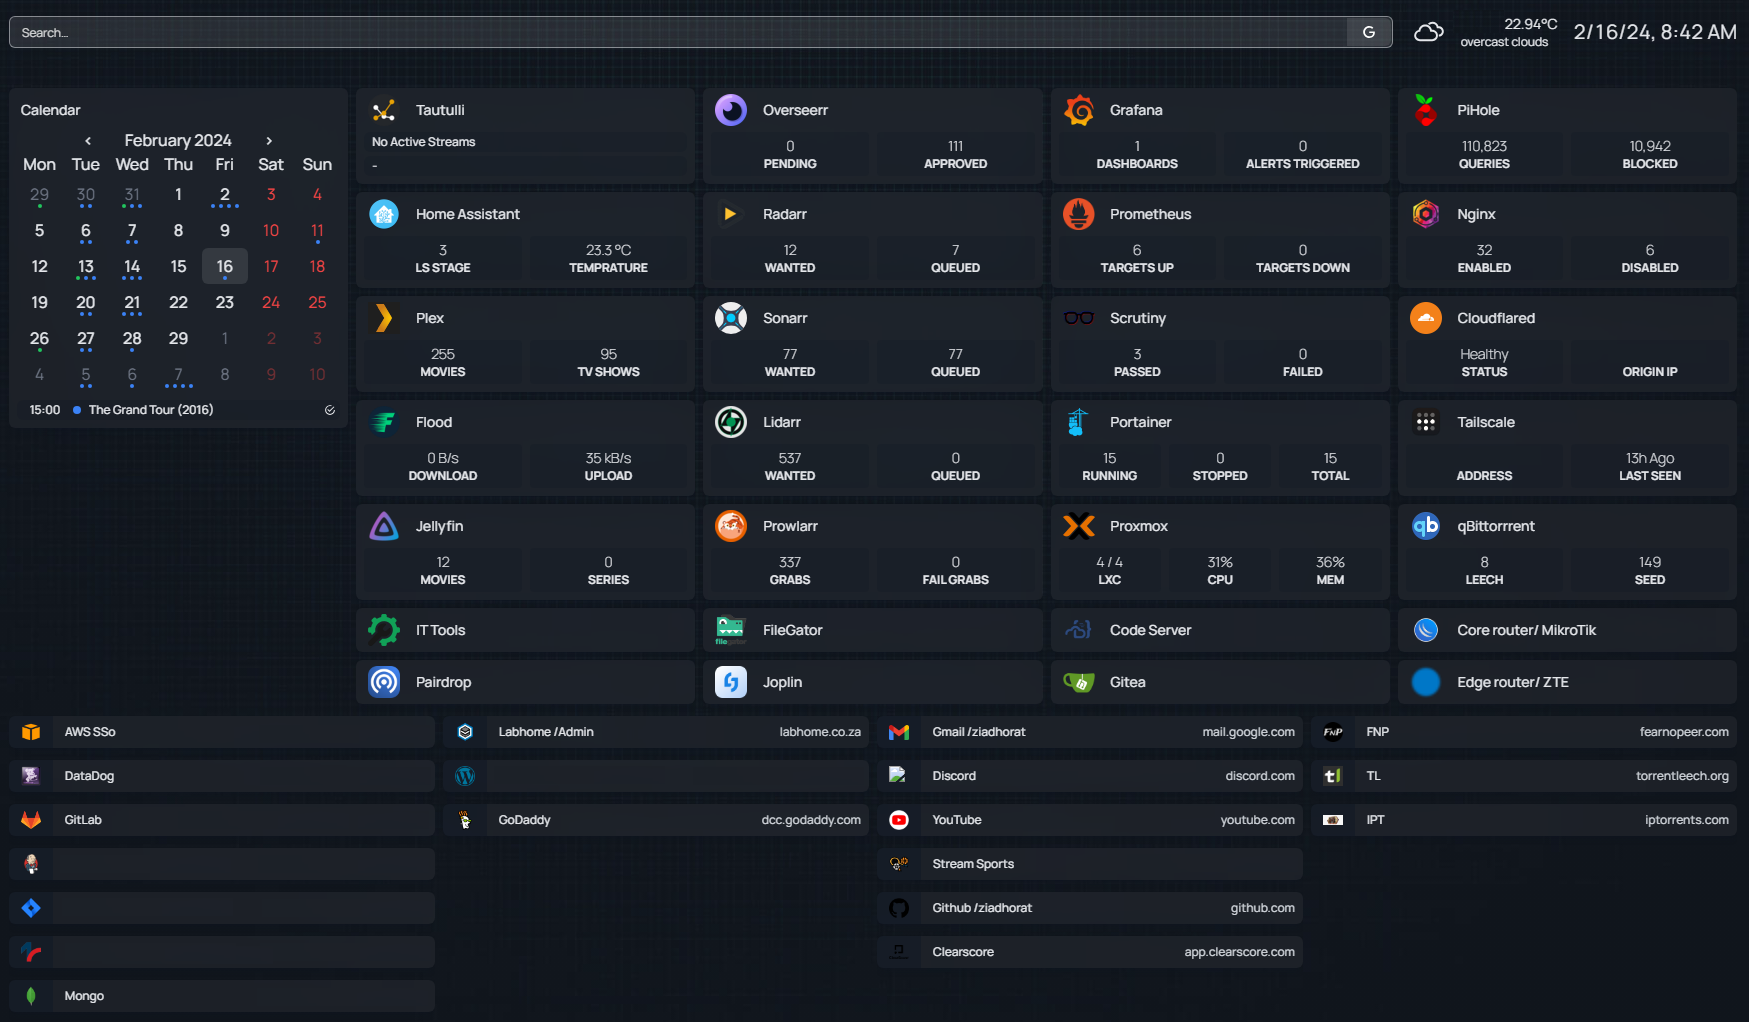 Search...
G
22.94°C
overcast clouds
2/16/24, 8:42 AM
Calendar
‹ February 2024 ›
Mon Tue Wed Thu Fri Sat Sun
29 30 31 1 2 3 4
5 6 7 8 9 10 11
12 13 14 15 16 17 18
19 20 21 22 23 24 25
26 27 28 29 1 2 3
4 5 6 7 8 9 10
15:00 The Grand Tour (2016)
Tautulli
No Active Streams
-
Overseerr
0 111
PENDING APPROVED
Grafana
1 0
DASHBOARDS ALERTS TRIGGERED
PiHole
110,823 10,942
QUERIES BLOCKED
Home Assistant
3 23.3 °C
LS STAGE TEMPRATURE
Radarr
12 7
WANTED QUEUED
Prometheus
6 0
TARGETS UP TARGETS DOWN
Nginx
32 6
ENABLED DISABLED
Plex
255 95
MOVIES TV SHOWS
Sonarr
77 77
WANTED QUEUED
Scrutiny
3 0
PASSED FAILED
Cloudflared
Healthy
STATUS ORIGIN IP
Flood
0 B/s 35 kB/s
DOWNLOAD UPLOAD
Lidarr
537 0
WANTED QUEUED
Portainer
15 0 15
RUNNING STOPPED TOTAL
Tailscale
13h Ago
ADDRESS LAST SEEN
Jellyfin
12 0
MOVIES SERIES
Prowlarr
337 0
GRABS FAIL GRABS
Proxmox
4 / 4 31% 36%
LXC CPU MEM
qb
qBittorrrent
8 149
LEECH SEED
IT Tools
file
FileGator
Code Server
Core router/ MikroTik
Pairdrop
Joplin
Gitea
Edge router/ ZTE
AWS SSo
DataDog
GitLab
Mongo
Labhome /Admin labhome.co.za
GoDaddy dcc.godaddy.com
Gmail /ziadhorat mail.google.com
Discord discord.com
YouTube youtube.com
Stream Sports
Github /ziadhorat github.com
Clearscore app.clearscore.com
FNP FNP fearnopeer.com
tl TL torrentleech.org
IPT iptorrents.com